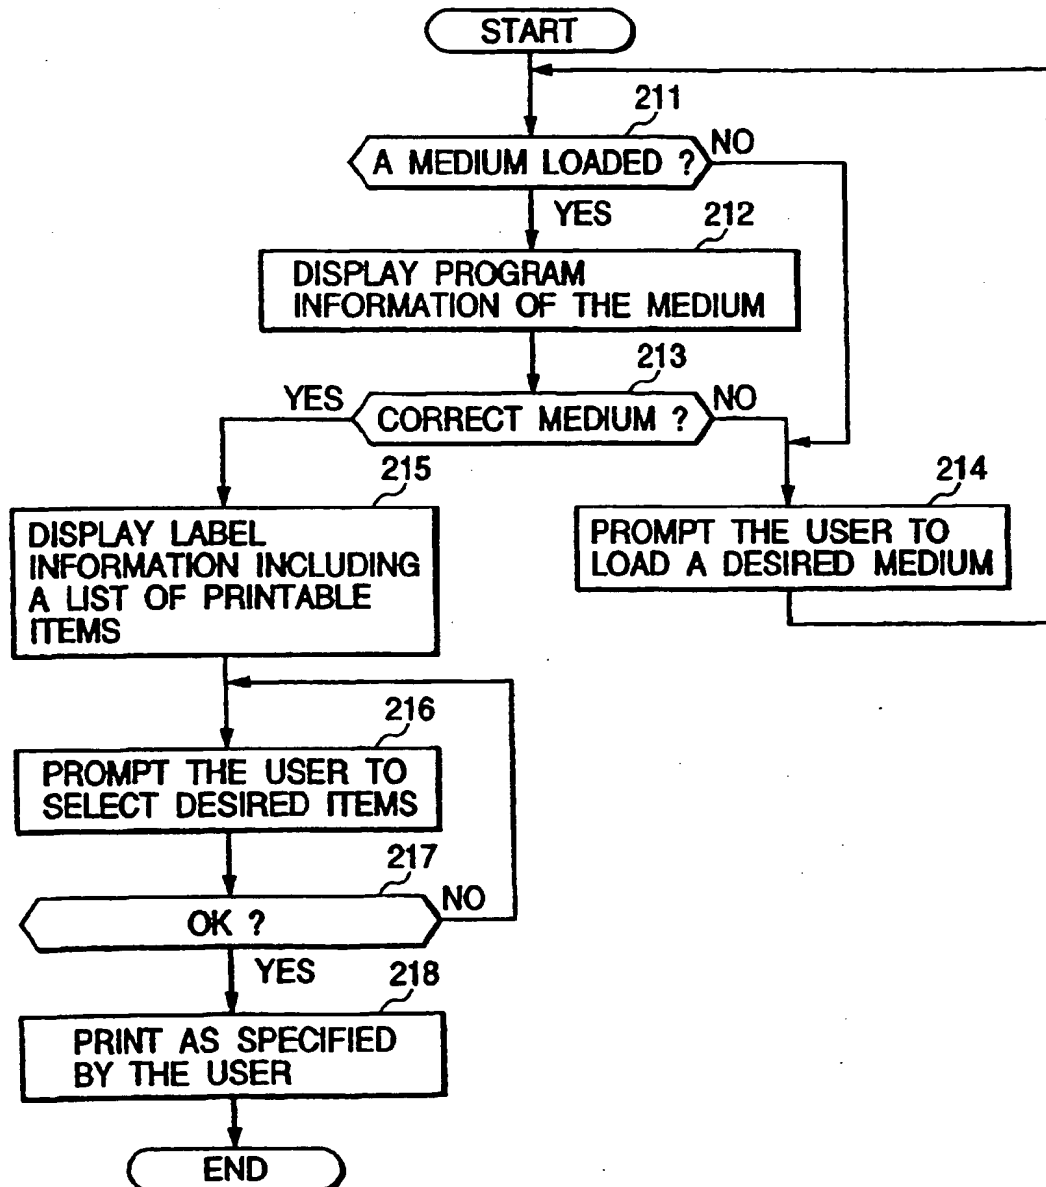 START
211
A MEDIUM LOADED ?
NO
YES
212
DISPLAY PROGRAM
INFORMATION OF THE MEDIUM
213
YES
CORRECT MEDIUM ?
NO
215
DISPLAY LABEL
INFORMATION INCLUDING
A LIST OF PRINTABLE
ITEMS
214
PROMPT THE USER TO
LOAD A DESIRED MEDIUM
216
PROMPT THE USER TO
SELECT DESIRED ITEMS
217
OK ?
NO
YES
218
PRINT AS SPECIFIED
BY THE USER
END